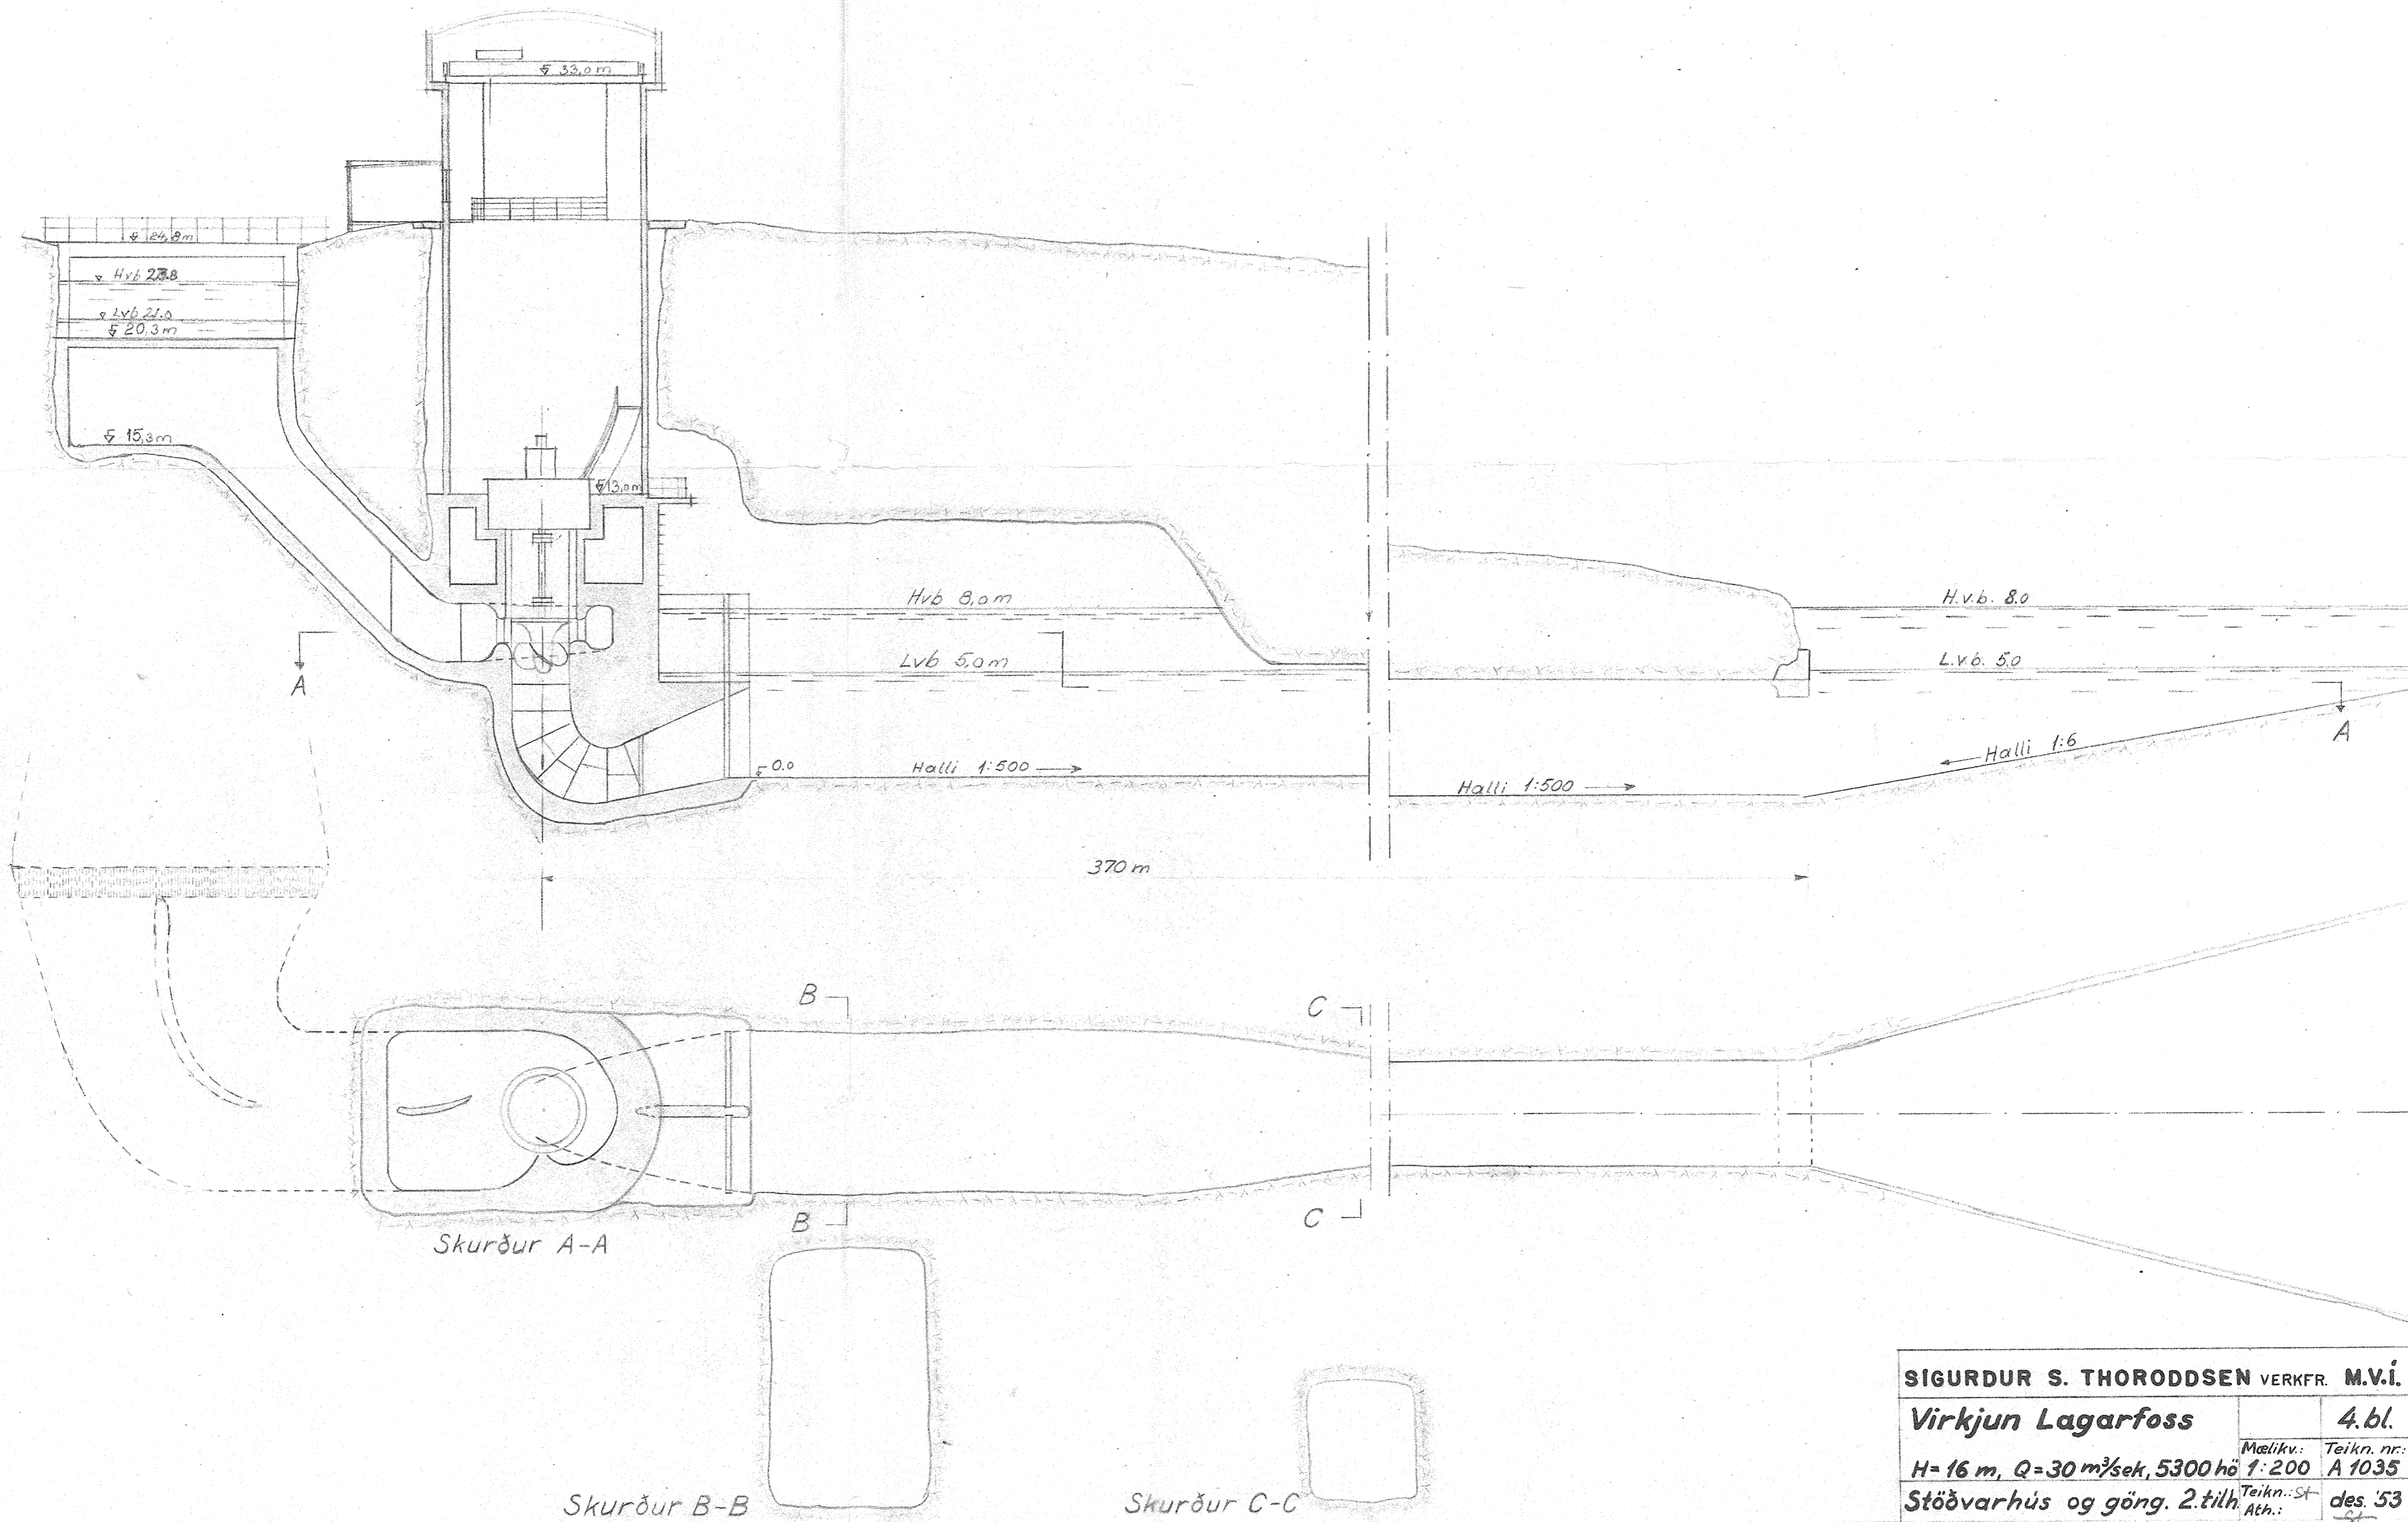 33,0 m
24,8 m
Hvb 23.8
Lvb 21.0
20,3 m
15,3 m
13,0 m
Hvb 8,0 m
H.v.b. 8.0
Lvb 5,0 m
L.v.b. 5.0
A
A
0.0
Halli 1:500
Halli 1:500
Halli 1:6
370 m
B
C
B
C
Skurður A-A
Skurður B-B
Skurður C-C
SIGURDUR S. THORODDSEN VERKFR. M.V.Í.
Virkjun Lagarfoss
4. bl.
H= 16 m, Q=30 m³/sek, 5300 hö
Mælikv.:
1:200
Teikn. nr.:
A 1035
Stöðvarhús og göng. 2. tilh.
Teikn.: St
Ath.:
des. '53
St